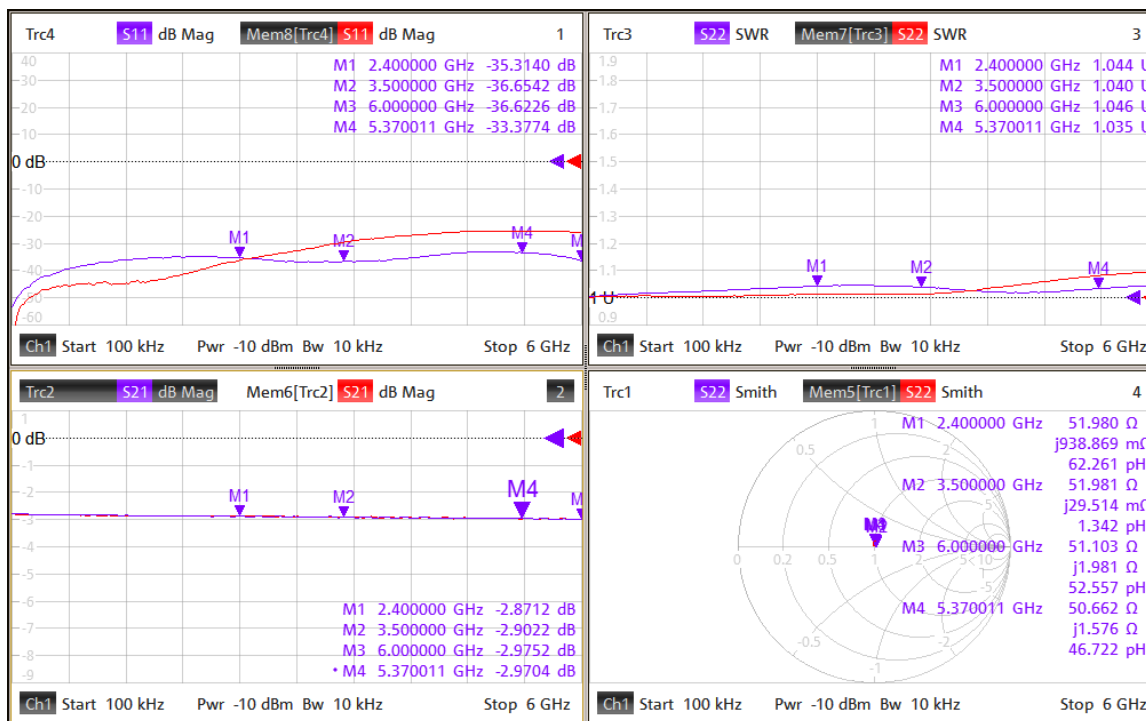 Trc4 S11 dB Mag Mem8[Trc4] S11 dB Mag 1
40
30
20
10
0 dB
-10
-20
-30
-40
-60
M1 2.400000 GHz -35.3140 dB
M2 3.500000 GHz -36.6542 dB
M3 6.000000 GHz -36.6226 dB
M4 5.370011 GHz -33.3774 dB
M1
M2
M4
Ch1 Start 100 kHz Pwr -10 dBm Bw 10 kHz Stop 6 GHz
Trc3 S22 SWR Mem7[Trc3] S22 SWR 3
1.9
1.8
1.7
1.6
1.5
1.4
1.3
1.2
1.1
1 U
0.9
M1 2.400000 GHz 1.044 U
M2 3.500000 GHz 1.040 U
M3 6.000000 GHz 1.046 U
M4 5.370011 GHz 1.035 U
M1
M2
M4
Ch1 Start 100 kHz Pwr -10 dBm Bw 10 kHz Stop 6 GHz
Trc2 S21 dB Mag Mem6[Trc2] S21 dB Mag 2
1
0 dB
-1
-2
-3
-4
-5
-6
-7
-8
-9
M1
M2
M4
M1 2.400000 GHz -2.8712 dB
M2 3.500000 GHz -2.9022 dB
M3 6.000000 GHz -2.9752 dB
• M4 5.370011 GHz -2.9704 dB
Ch1 Start 100 kHz Pwr -10 dBm Bw 10 kHz Stop 6 GHz
Trc1 S22 Smith Mem5[Trc1] S22 Smith 4
M1 2.400000 GHz 51.980 Ω
j938.869 mΩ
62.261 pH
M2 3.500000 GHz 51.981 Ω
j29.514 mΩ
1.342 pH
M3 6.000000 GHz 51.103 Ω
j1.981 Ω
52.557 pH
M4 5.370011 GHz 50.662 Ω
j1.576 Ω
46.722 pH
1
0.5
2
5
0
0.2
0.5
1
2
5
10
-5
-0.5
-2
-1
Ch1 Start 100 kHz Pwr -10 dBm Bw 10 kHz Stop 6 GHz